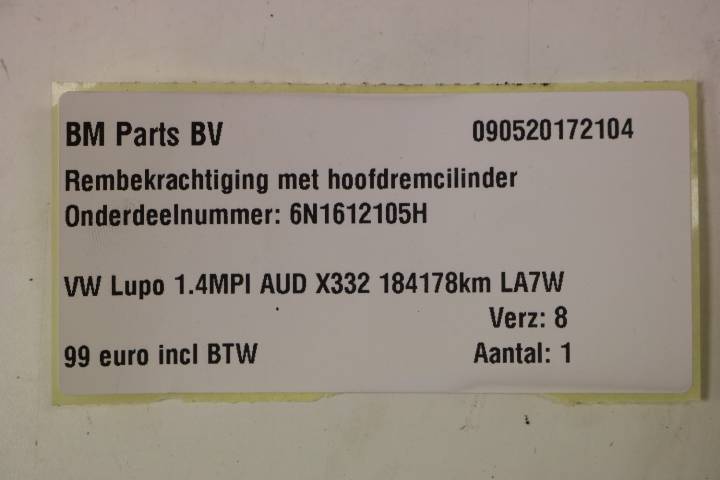 BM Parts BV 090520172104
Rembekrachtiging met hoofdremcilinder
Onderdeelnummer: 6N1612105H
VW Lupo 1.4MPI AUD X332 184178km LA7W
Verz: 8
99 euro incl BTW Aantal: 1